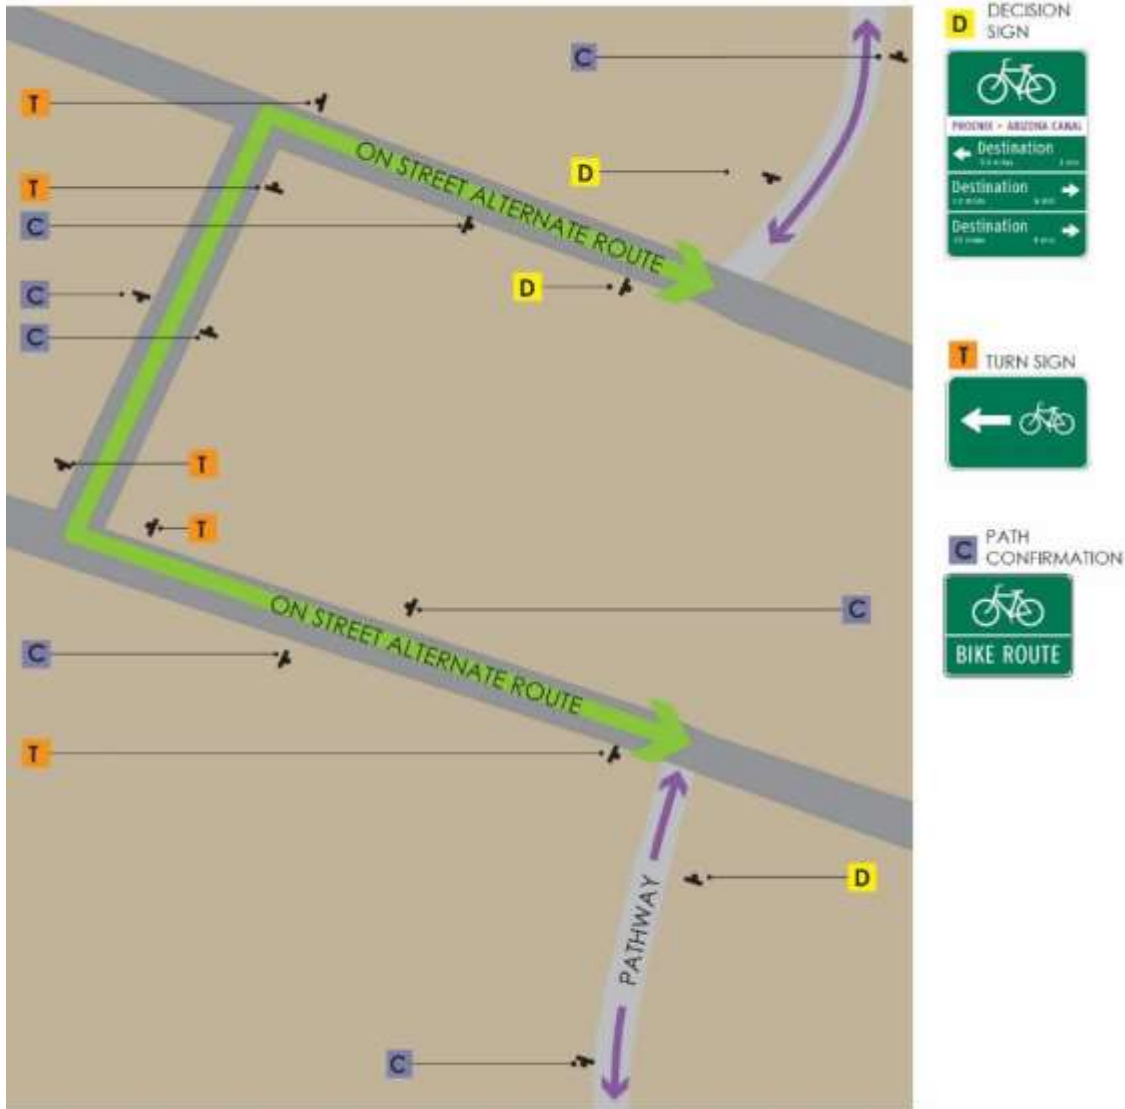 D
DECISION
SIGN
PHOENIX • ARIZONA CANAL
Destination
Destination
Destination
C
T
ON STREET ALTERNATE ROUTE
D
T
C
D
C
C
T
TURN SIGN
T
T
C
PATH
CONFIRMATION
BIKE ROUTE
ON STREET ALTERNATE ROUTE
C
C
T
D
PATHWAY
C